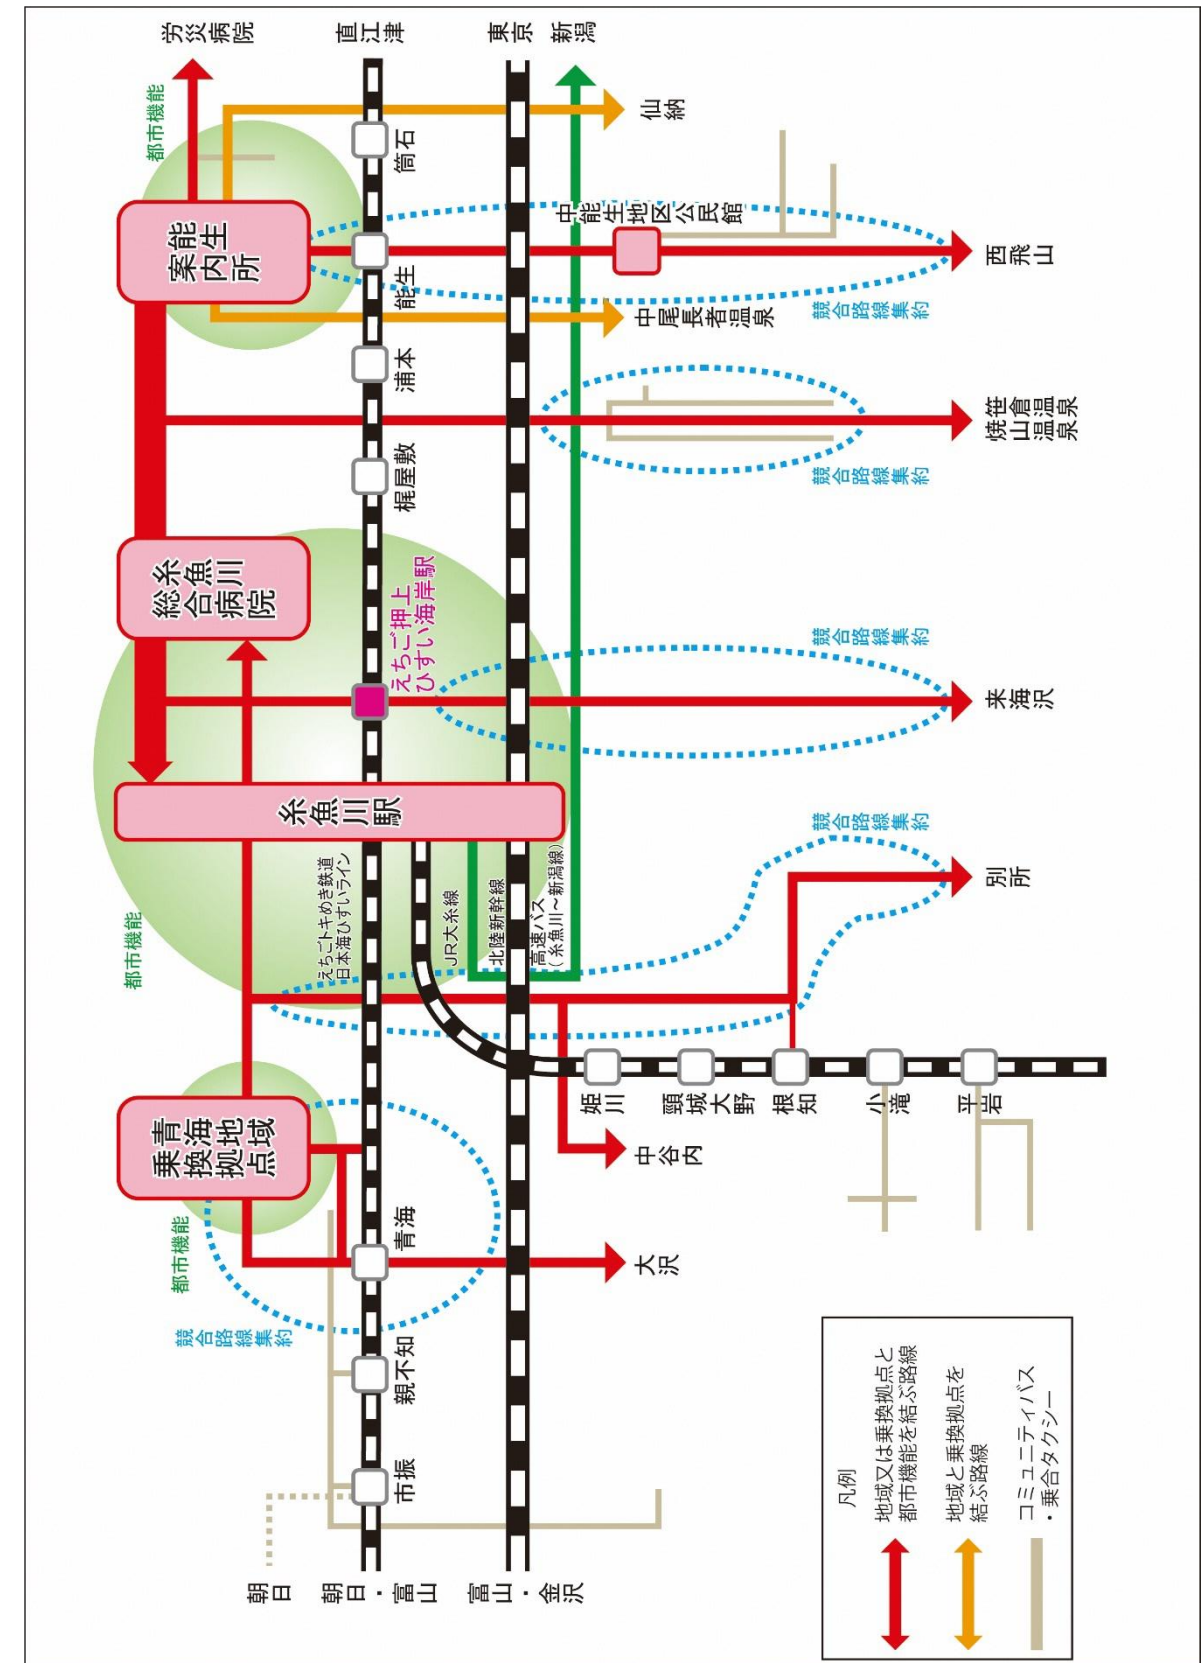 労災病院
直江津
東京
新潟
都市機能
仙納
筒石
中能生地区公民館
能生
案内所
能生
西飛山
競合路線集約
中尾長者温泉
浦本
笹倉温泉
焼山温泉
競合路線集約
梶屋敷
糸魚川
総合病院
えちご押上
ひすい海岸駅
競合路線集約
来海沢
糸魚川駅
都市機能
えちごトキめき鉄道
日本海ひすいライン
JR大糸線
北陸新幹線
高速バス
(糸魚川～新潟線)
競合路線集約
別所
青海地域
乗換拠点
都市機能
競合路線集約
姫川
頸城大野
根知
小滝
平岩
中谷内
青海
大沢
親不知
市振
朝日
朝日・富山
富山・金沢
凡例
地域又は乗換拠点と
都市機能を結ぶ路線
地域と乗換拠点を
結ぶ路線
コミュニティバス
・乗合タクシー